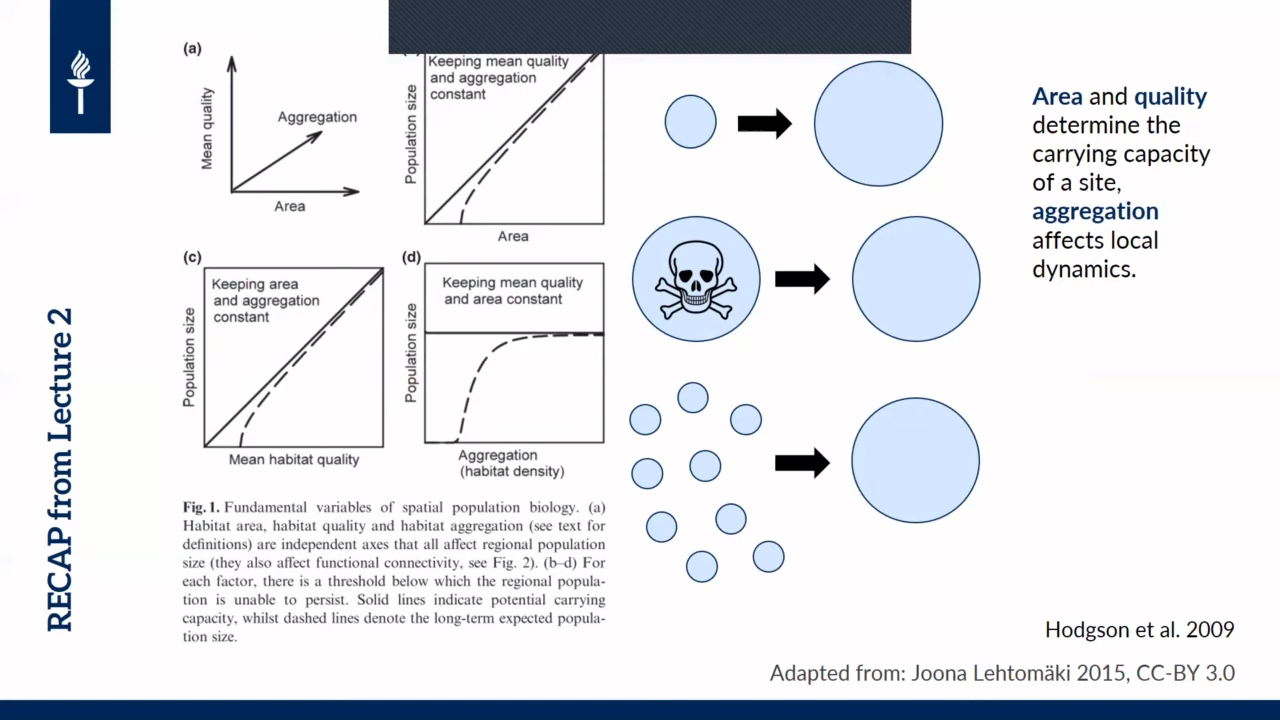 RECAP from Lecture 2
(a)
Mean quality
Aggregation
Area
Keeping mean quality
and aggregation
constant
Population size
Area
(c)
Keeping area
and aggregation
constant
Population size
Mean habitat quality
(d)
Keeping mean quality
and area constant
Population size
Aggregation
(habitat density)
Fig. 1. Fundamental variables of spatial population biology. (a)
Habitat area, habitat quality and habitat aggregation (see text for
definitions) are independent axes that all affect regional population
size (they also affect functional connectivity, see Fig. 2). (b–d) For
each factor, there is a threshold below which the regional popula-
tion is unable to persist. Solid lines indicate potential carrying
capacity, whilst dashed lines denote the long-term expected popula-
tion size.
Area and quality
determine the
carrying capacity
of a site,
aggregation
affects local
dynamics.
Hodgson et al. 2009
Adapted from: Joona Lehtomäki 2015, CC-BY 3.0